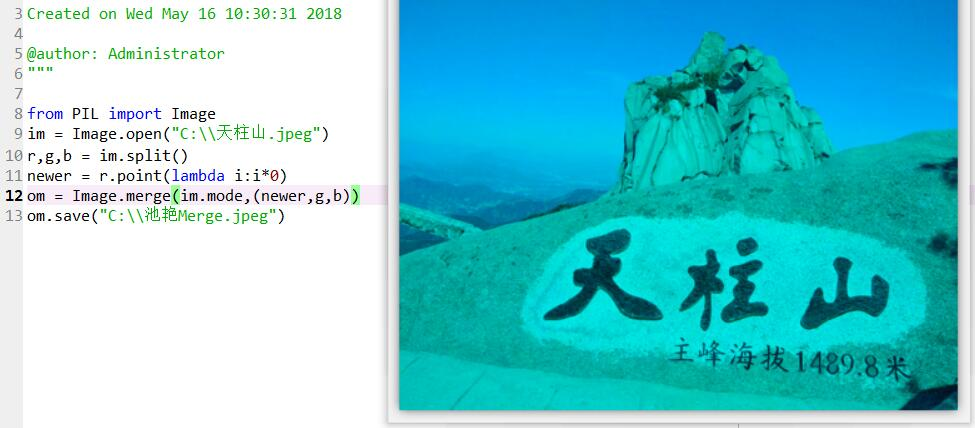 3 Created on Wed May 16 10:30:31 2018
4
5 @author: Administrator
6 """
7
8 from PIL import Image
9 im = Image.open("C:\\天柱山.jpeg")
10 r,g,b = im.split()
11 newer = r.point(lambda i:i*0)
12 om = Image.merge(im.mode,(newer,g,b))
13 om.save("C:\\池艳Merge.jpeg")
天柱山
主峰海拔1489.8米